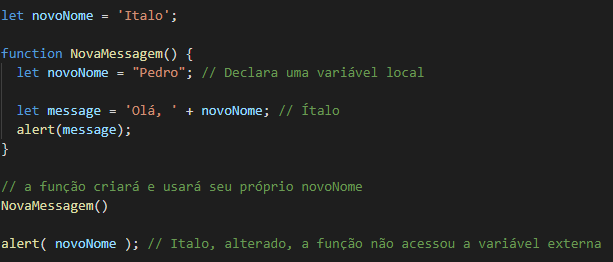 let novoNome = 'Italo';
function NovaMessagem() {
let novoNome = "Pedro"; // Declara uma variável local
let message = 'Olá, ' + novoNome; // Ítalo
alert(message);
}
// a função criará e usará seu próprio novoNome
NovaMessagem()
alert( novoNome ); // Italo, alterado, a função não acessou a variável externa